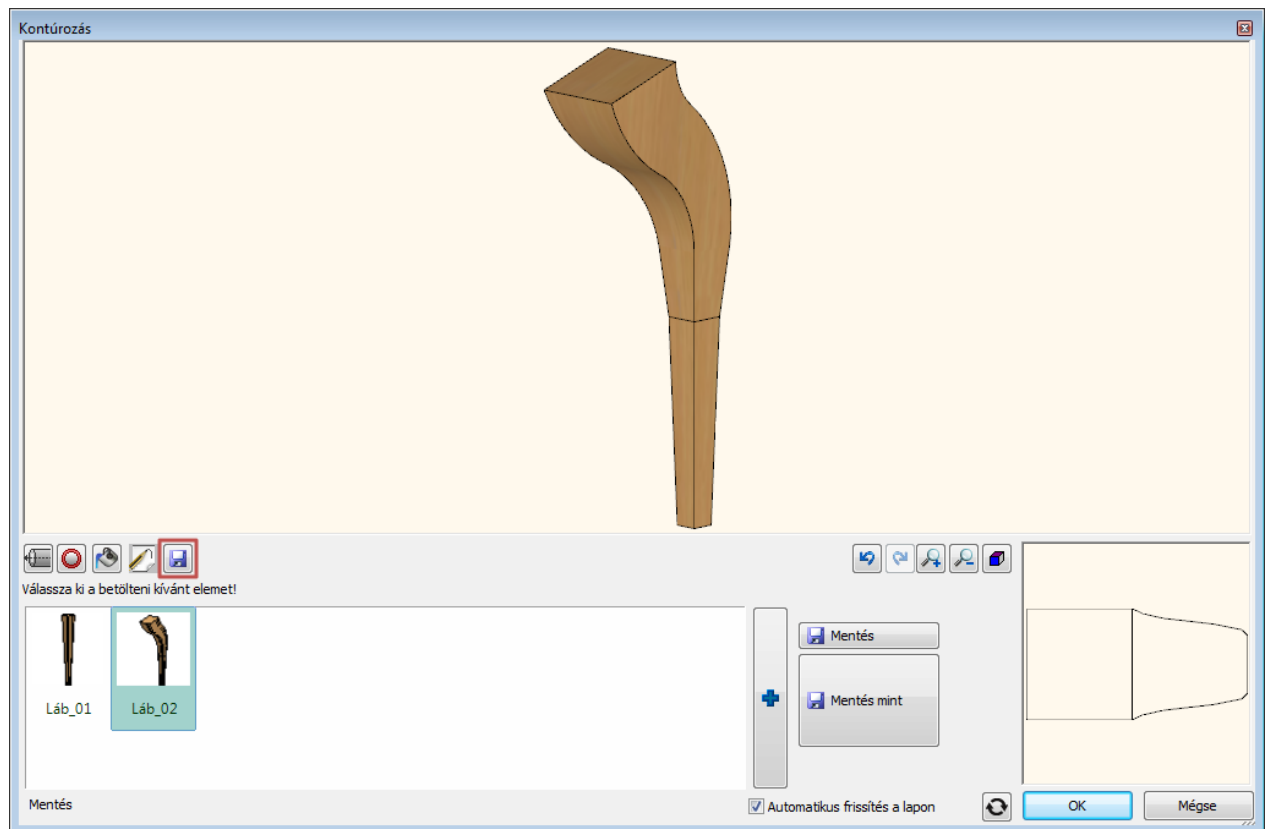 Kontúrozás
Válassza ki a betölteni kívánt elemet!
Láb_01
Láb_02
Mentés
Mentés mint
Mentés
Automatikus frissítés a lapon
OK
Mégse